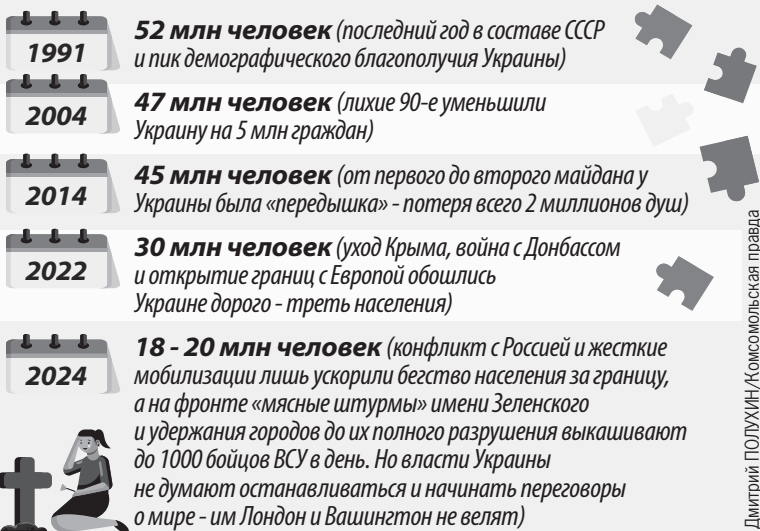 1991
52 млн человек (последний год в составе СССР
и пик демографического благополучия Украины)
2004
47 млн человек (лихие 90-е уменьшили
Украину на 5 млн граждан)
2014
45 млн человек (от первого до второго майдана у
Украины была «передышка» - потеря всего 2 миллионов душ)
2022
30 млн человек (уход Крыма, война с Донбассом
и открытие границ с Европой обошлись
Украине дорого - треть населения)
2024
18 - 20 млн человек (конфликт с Россией и жесткие
мобилизации лишь ускорили бегство населения за границу,
а на фронте «мясные штурмы» имени Зеленского
и удержания городов до их полного разрушения выкашивают
до 1000 бойцов ВСУ в день. Но власти Украины
не думают останавливаться и начинать переговоры
о мире - им Лондон и Вашингтон не велят)
Дмитрий ПОЛУХИН/Комсомольская правда